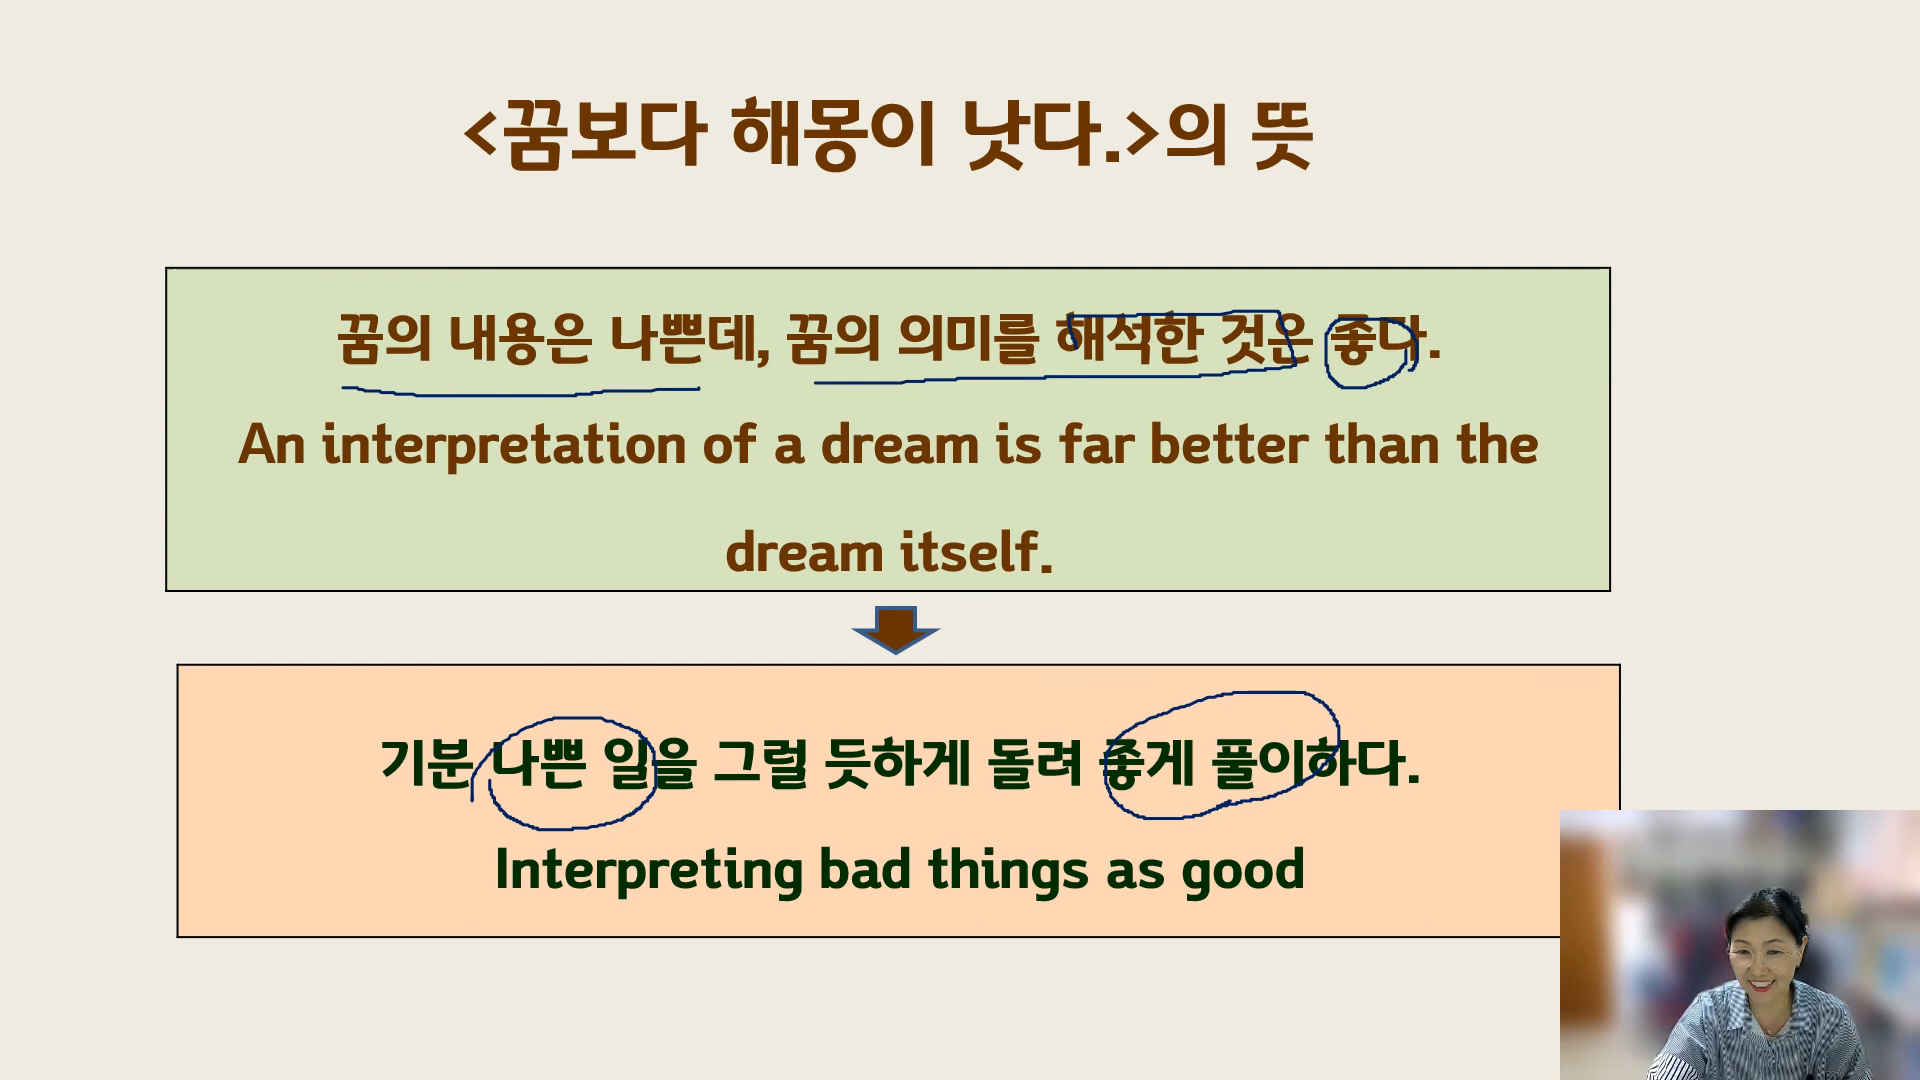 <꿈보다 해몽이 낫다.>의 뜻
꿈의 내용은 나쁜데, 꿈의 의미를 해석한 것은 좋다.
An interpretation of a dream is far better than the
dream itself.
기분 나쁜 일을 그럴 듯하게 돌려 좋게 풀이하다.
Interpreting bad things as good